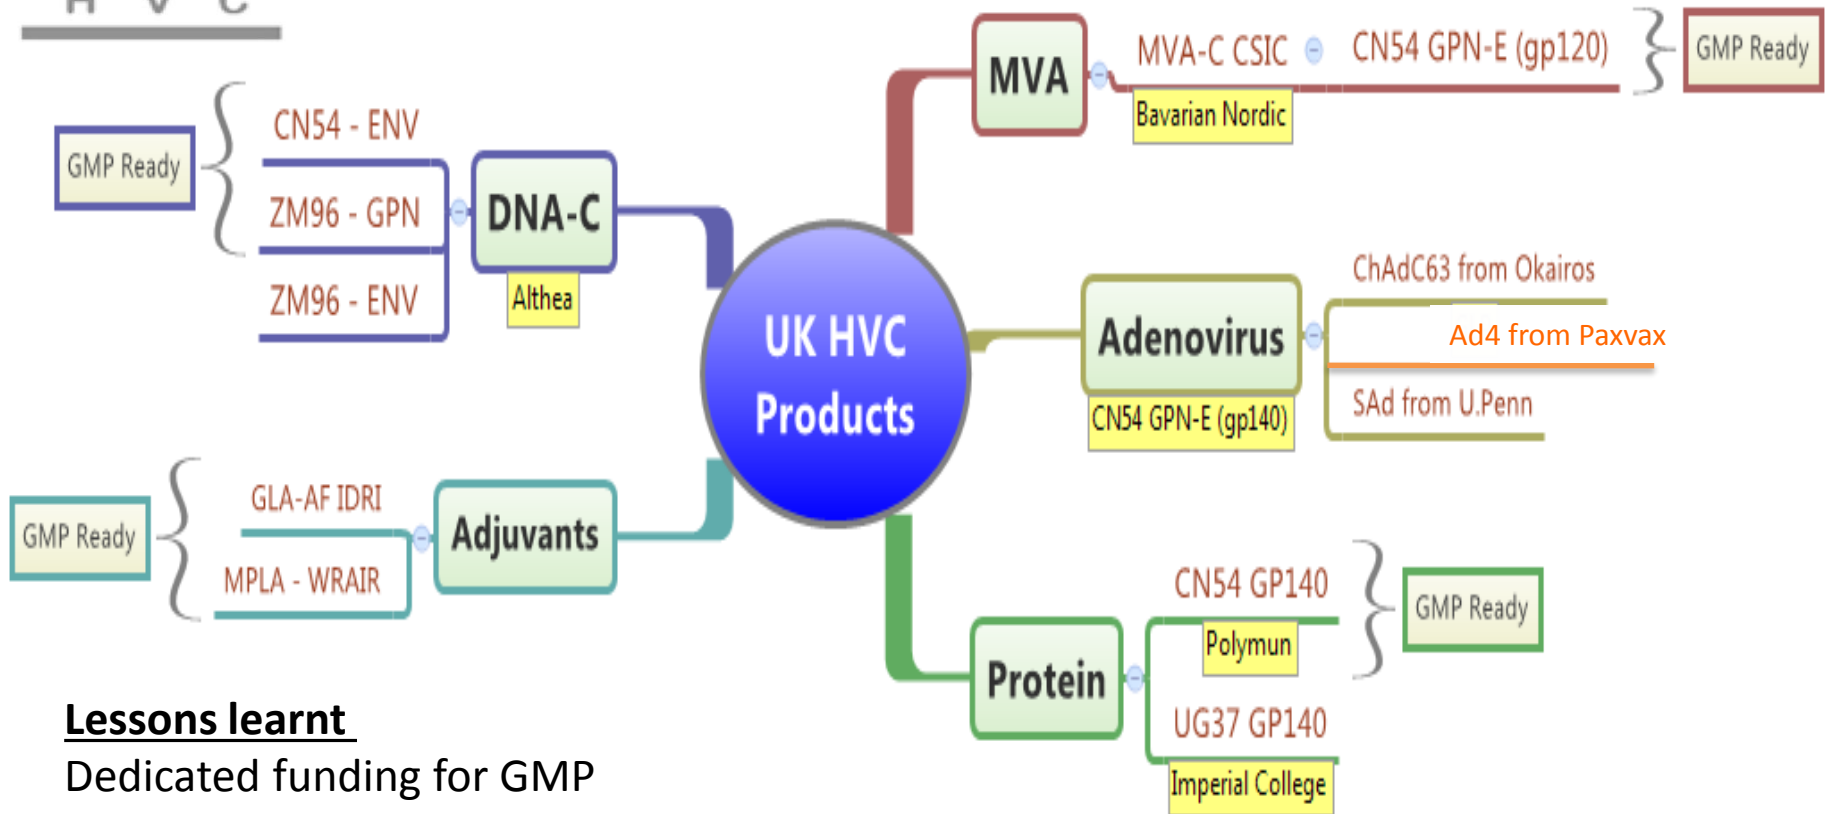 H V C
MVA
MVA-C CSIC
CN54 GPN-E (gp120)
GMP Ready
Bavarian Nordic
CN54 - ENV
GMP Ready
ZM96 - GPN
DNA-C
ZM96 - ENV
Althea
UK HVC
Products
Adenovirus
CN54 GPN-E (gp140)
ChAdC63 from Okairos
Ad4 from Paxvax
SAd from U.Penn
GLA-AF IDRI
GMP Ready
Adjuvants
MPLA - WRAIR
Protein
CN54 GP140
Polymun
GMP Ready
UG37 GP140
Imperial College
Lessons learnt
Dedicated funding for GMP